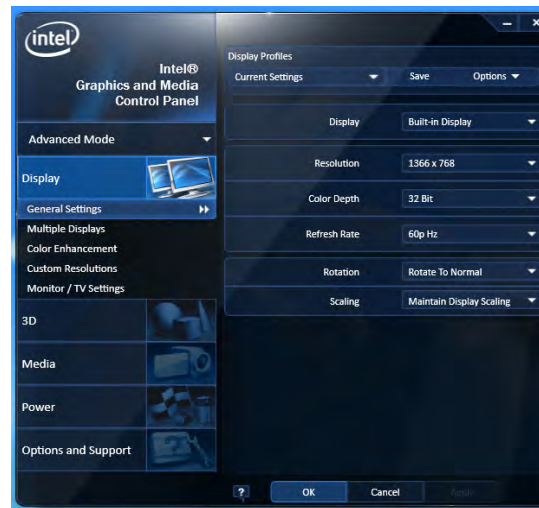 intel
Intel®
Graphics and Media
Control Panel
Advanced Mode
Display
General Settings
Multiple Displays
Color Enhancement
Custom Resolutions
Monitor / TV Settings
3D
Media
Power
Options and Support
Display Profiles
Current Settings Save Options
Display Built-in Display
Resolution 1366 x 768
Color Depth 32 Bit
Refresh Rate 60p Hz
Rotation Rotate To Normal
Scaling Maintain Display Scaling
? OK Cancel Apply